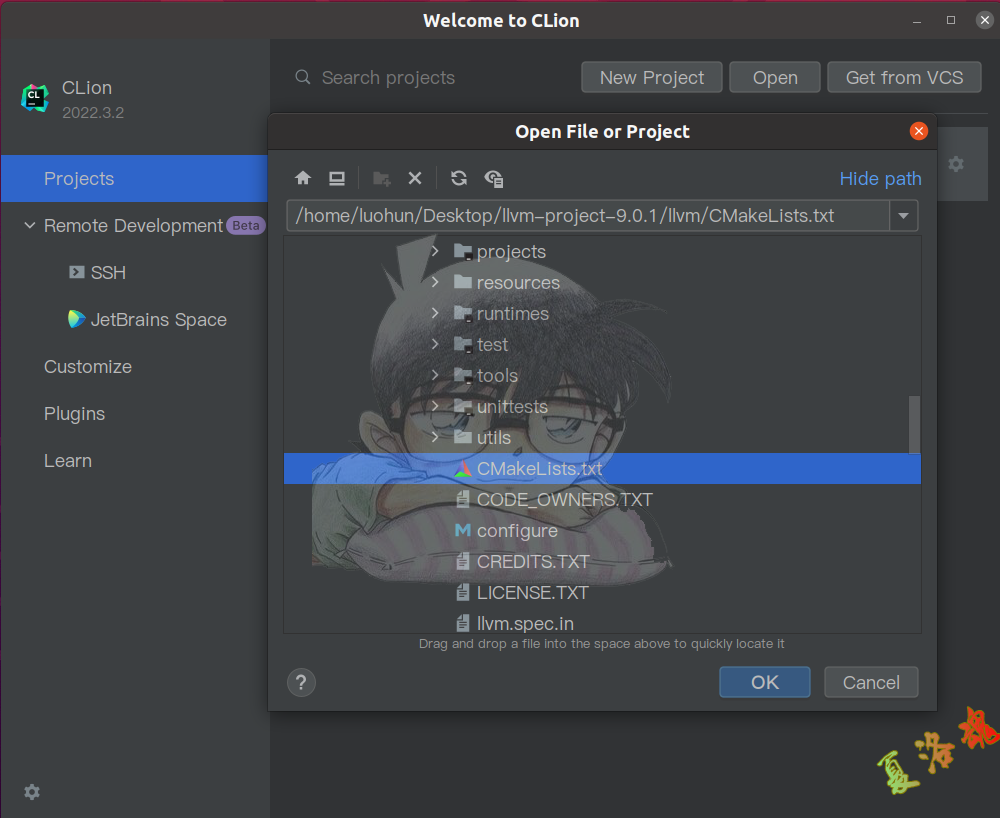 Welcome to CLion
CL
CLion
2022.3.2
Search projects
New Project
Open
Get from VCS
Projects
Remote Development Beta
SSH
JetBrains Space
Customize
Plugins
Learn
Open File or Project
Hide path
/home/luohun/Desktop/llvm-project-9.0.1/llvm/CMakeLists.txt
projects
resources
runtimes
test
tools
unittests
utils
CMakeLists.txt
CODE_OWNERS.TXT
M configure
CREDITS.TXT
LICENSE.TXT
llvm.spec.in
Drag and drop a file into the space above to quickly locate it
?
OK
Cancel
夏洛魂